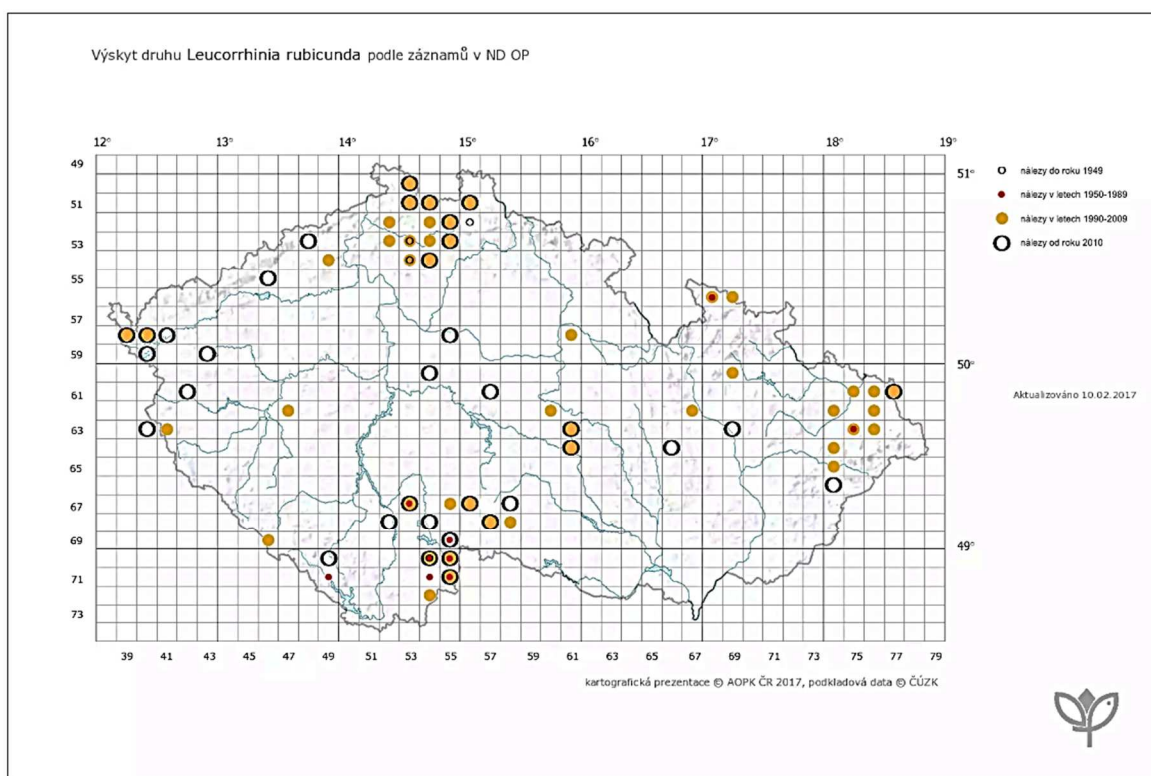 Výskyt druhu Leucorrhinia rubicunda podle záznamů v ND OP
12° 13° 14° 15° 16° 17° 18° 19°
49
51°
51
53
55
57
59
50°
61
63
65
67
69
49°
71
73
39 41 43 45 47 49 51 53 55 57 59 61 63 65 67 69 71 73 75 77 79
nálezy do roku 1949
nálezy v letech 1950-1989
nálezy v letech 1990-2009
nálezy od roku 2010
Aktualizováno 10.02.2017
kartografická prezentace © AOPK ČR 2017, podkladová data © ČÚZK